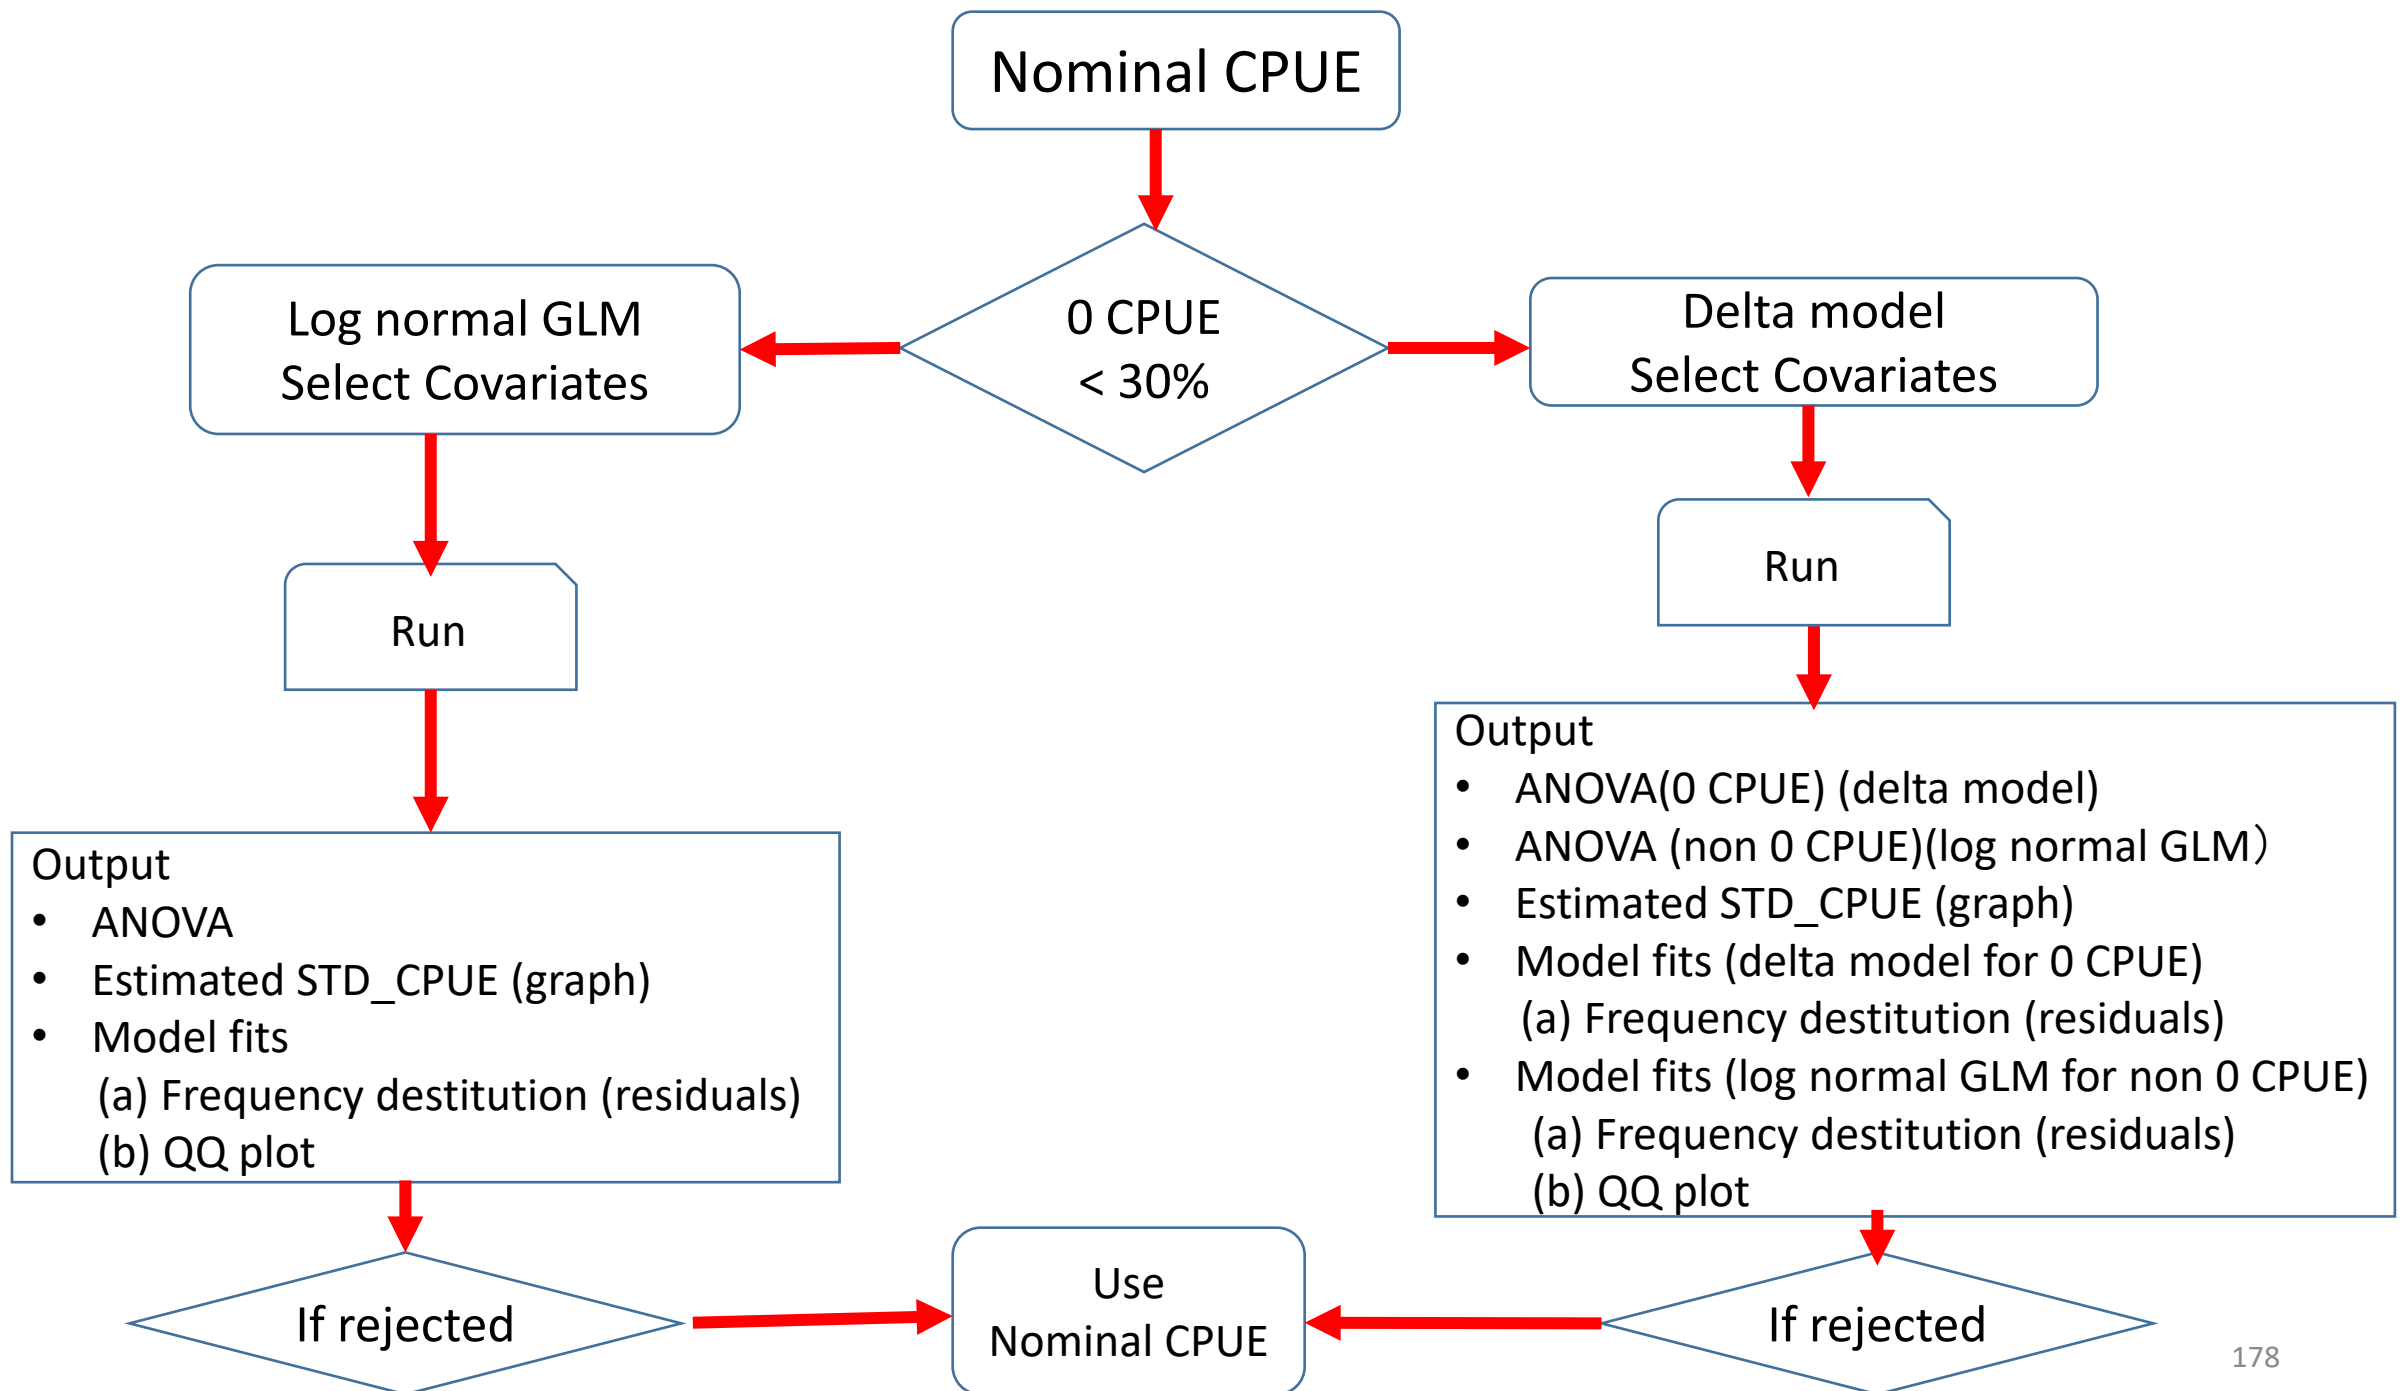 Nominal CPUE
0 CPUE
< 30%
Log normal GLM
Select Covariates
Delta model
Select Covariates
Run
Run
Output
• ANOVA
• Estimated STD_CPUE (graph)
• Model fits
(a) Frequency destitution (residuals)
(b) QQ plot
Output
• ANOVA(0 CPUE) (delta model)
• ANOVA (non 0 CPUE)(log normal GLM）
• Estimated STD_CPUE (graph)
• Model fits (delta model for 0 CPUE)
(a) Frequency destitution (residuals)
• Model fits (log normal GLM for non 0 CPUE)
(a) Frequency destitution (residuals)
(b) QQ plot
If rejected
Use
Nominal CPUE
If rejected
178